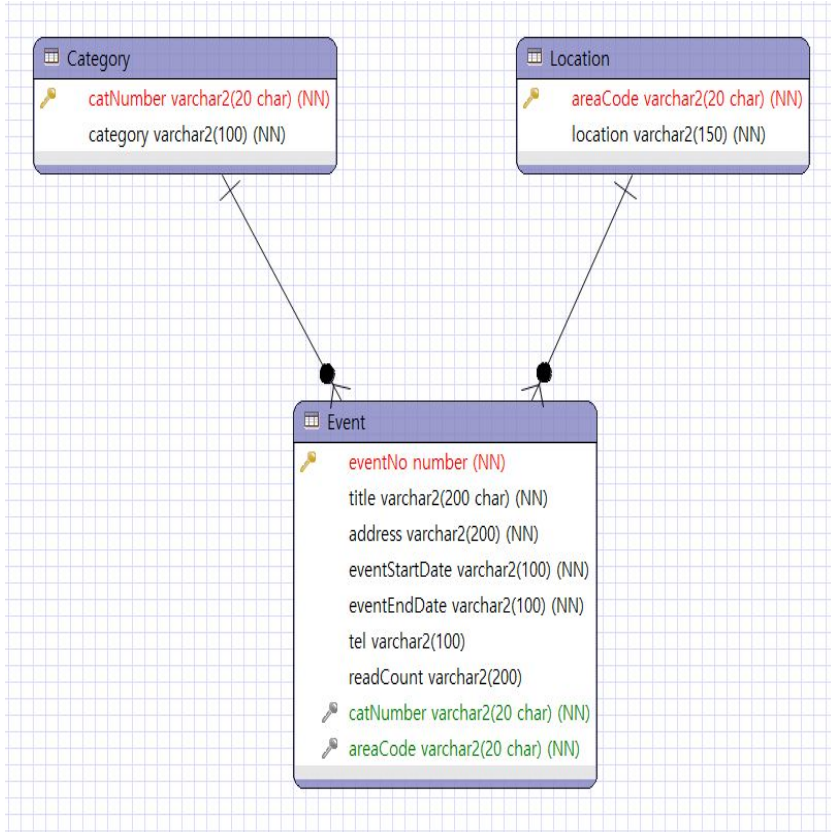 Category
catNumber varchar2(20 char) (NN)
category varchar2(100) (NN)
Location
areaCode varchar2(20 char) (NN)
location varchar2(150) (NN)
Event
eventNo number (NN)
title varchar2(200 char) (NN)
address varchar2(200) (NN)
eventStartDate varchar2(100) (NN)
eventEndDate varchar2(100) (NN)
tel varchar2(100)
readCount varchar2(200)
catNumber varchar2(20 char) (NN)
areaCode varchar2(20 char) (NN)